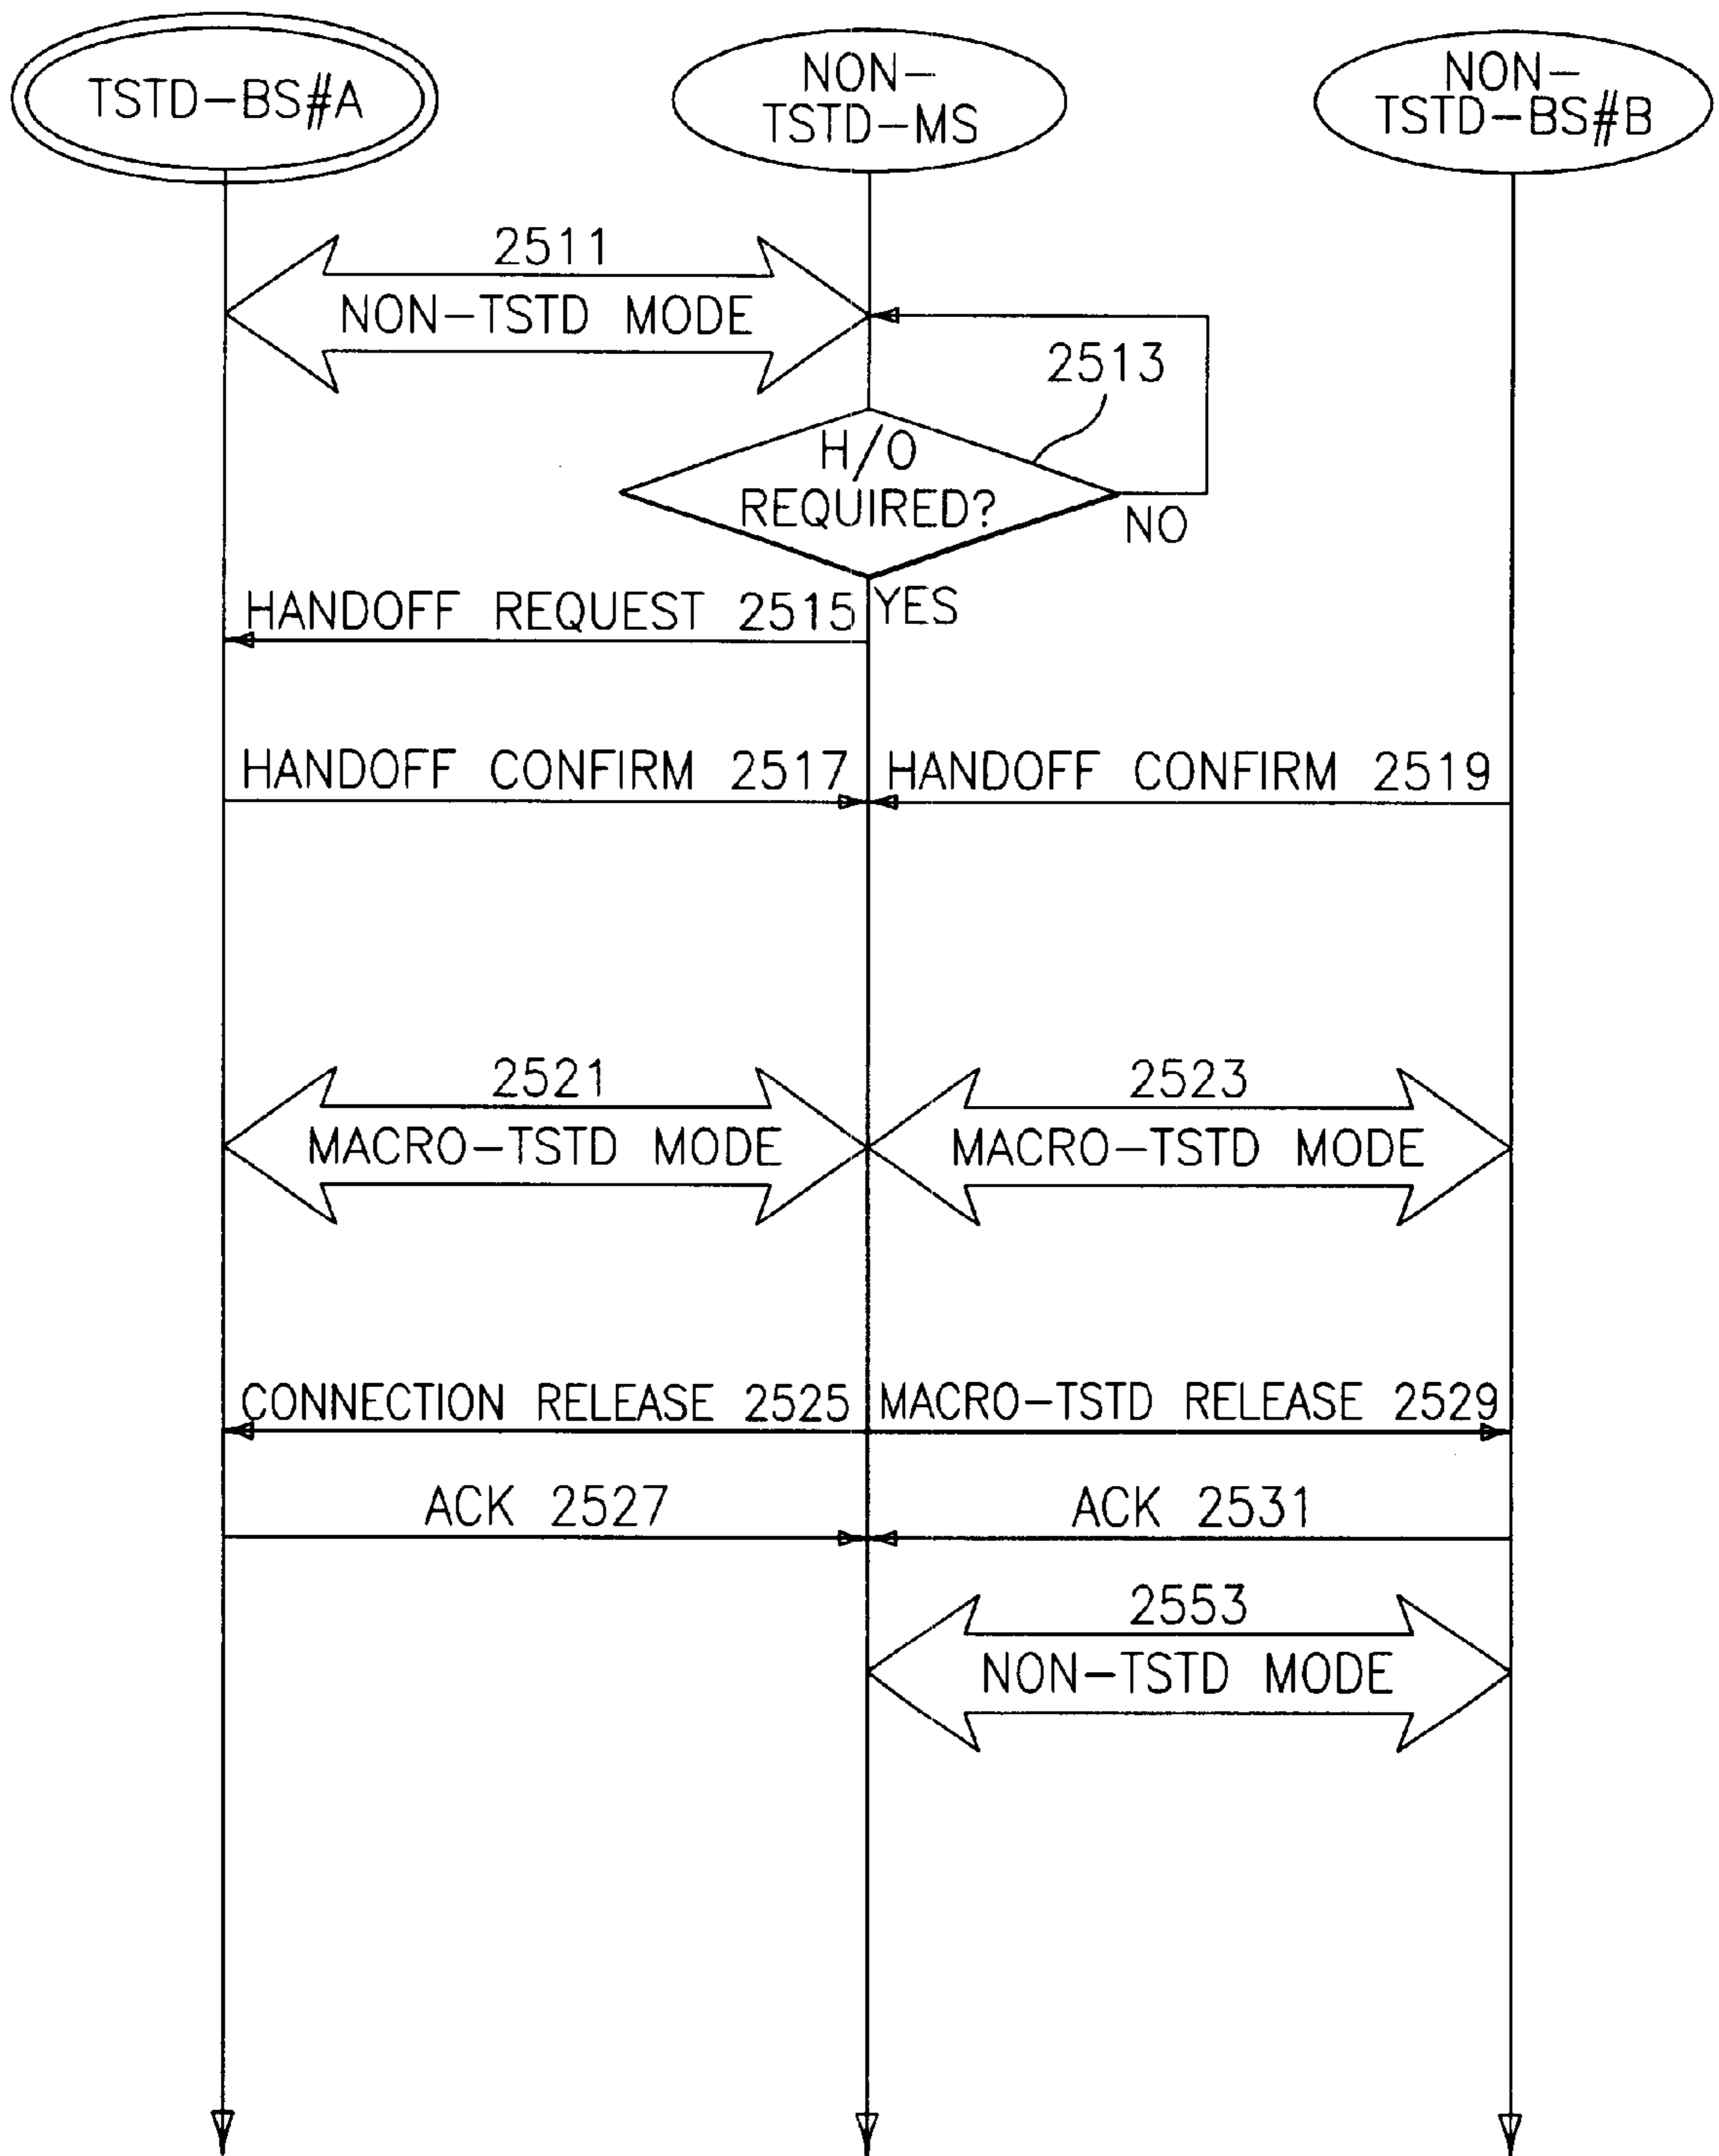 TSTD-BS#A
NON-
TSTD-MS
NON-
TSTD-BS#B
2511
NON-TSTD MODE
2513
H/O
REQUIRED?
NO
YES
HANDOFF REQUEST 2515
HANDOFF CONFIRM 2517
HANDOFF CONFIRM 2519
2521
MACRO-TSTD MODE
2523
MACRO-TSTD MODE
CONNECTION RELEASE 2525
MACRO-TSTD RELEASE 2529
ACK 2527
ACK 2531
2553
NON-TSTD MODE